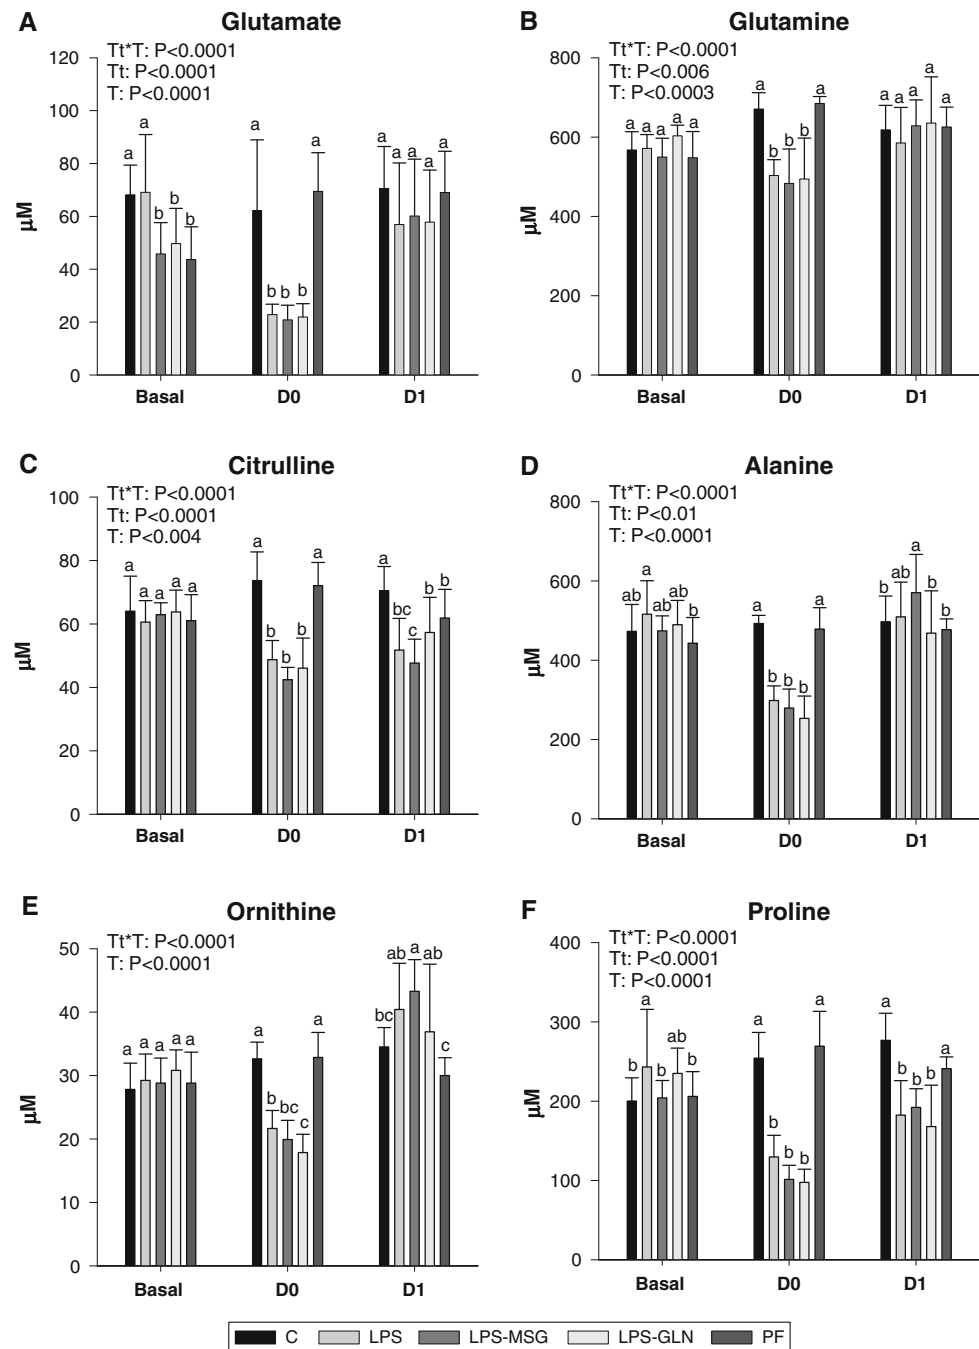 A Glutamate
Tt*T: P<0.0001
Tt: P<0.0001
T: P<0.0001
120
100
80
60
40
20
0
µM
a a b b b
a b b b a
a a a a a
Basal D0 D1
B Glutamine
Tt*T: P<0.0001
Tt: P<0.006
T: P<0.0003
800
600
400
200
0
µM
a a a a a
a b b b a
a a a a a
Basal D0 D1
C Citrulline
Tt*T: P<0.0001
Tt: P<0.0001
T: P<0.004
100
80
60
40
20
0
µM
a a a a a
a b b b a
a bc c b b
Basal D0 D1
D Alanine
Tt*T: P<0.0001
Tt: P<0.01
T: P<0.0001
800
600
400
200
0
µM
ab a ab ab b
a b b b a
ab ab a b b
Basal D0 D1
E Ornithine
Tt*T: P<0.0001
T: P<0.0001
50
40
30
20
10
0
µM
a a a a a
a b bc c a
bc ab a ab c
Basal D0 D1
F Proline
Tt*T: P<0.0001
Tt: P<0.0001
T: P<0.0001
400
300
200
100
0
µM
b a b ab b
a b b b a
a b b b a
Basal D0 D1
C LPS LPS-MSG LPS-GLN PF